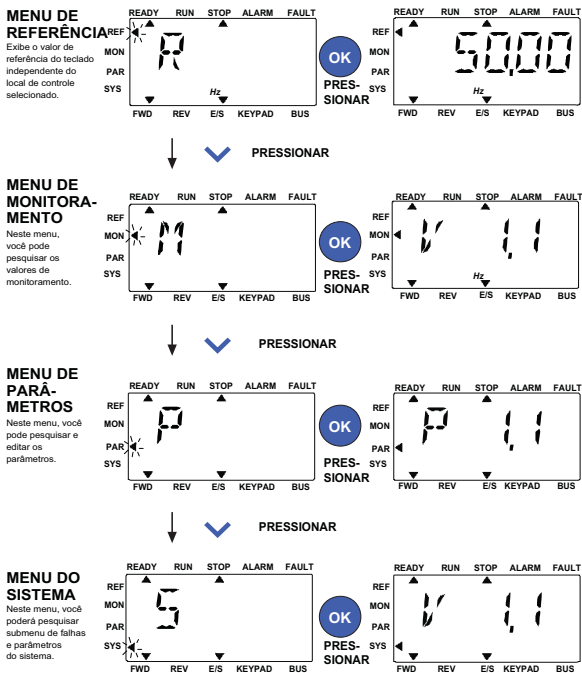 MENU DE
REFERÊNCIA
Exibe o valor de
referência do teclado
independente do
local de controle
selecionado.
READY RUN STOP ALARM FAULT
REF
MON
PAR
SYS
R
Hz
FWD REV E/S KEYPAD BUS
OK
PRES-
SIONAR
READY RUN STOP ALARM FAULT
REF
MON
PAR
SYS
50,00
Hz
FWD REV E/S KEYPAD BUS
PRESSIONAR
MENU DE
MONITORA-
MENTO
Neste menu,
você pode
pesquisar os
valores de
monitoramento.
READY RUN STOP ALARM FAULT
REF
MON
PAR
SYS
M
FWD REV E/S KEYPAD BUS
OK
PRES-
SIONAR
READY RUN STOP ALARM FAULT
REF
MON
PAR
SYS
V 1,1
Hz
FWD REV E/S KEYPAD BUS
PRESSIONAR
MENU DE
PARÂ-
METROS
Neste menu, você
pode pesquisar e
editar os
parâmetros.
READY RUN STOP ALARM FAULT
REF
MON
PAR
SYS
P
FWD REV E/S KEYPAD BUS
OK
PRES-
SIONAR
READY RUN STOP ALARM FAULT
REF
MON
PAR
SYS
P 1,1
FWD REV E/S KEYPAD BUS
PRESSIONAR
MENU DO
SISTEMA
Neste menu, você
poderá pesquisar
submenu de falhas
e parâmetros
do sistema.
READY RUN STOP ALARM FAULT
REF
MON
PAR
SYS
S
FWD REV E/S KEYPAD BUS
OK
PRES-
SIONAR
READY RUN STOP ALARM FAULT
REF
MON
PAR
SYS
V 1,1
FWD REV E/S KEYPAD BUS